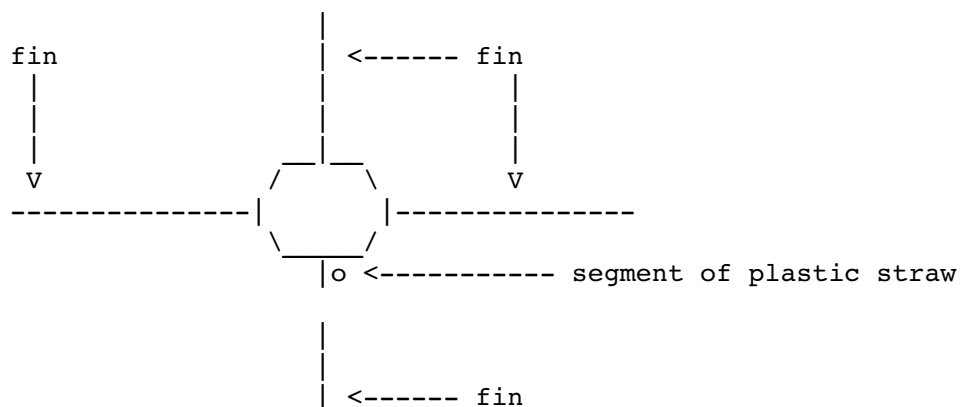 fin <------ fin
V V
o <----------- segment of plastic straw
<------ fin